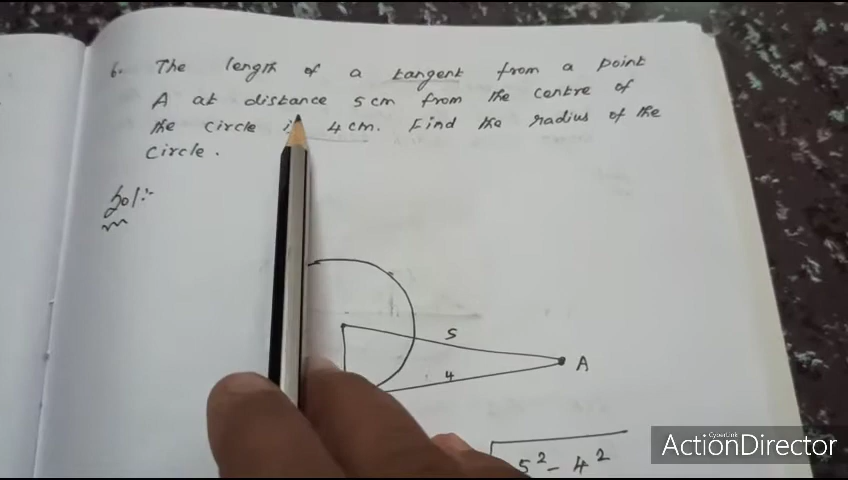 6. The length of a tangent from a point
A at distance 5 cm from the centre of
the circle 4 cm. Find the radius of the
circle.
Sol:-
5
A
4
5² - 4²
CyberLink
ActionDirector